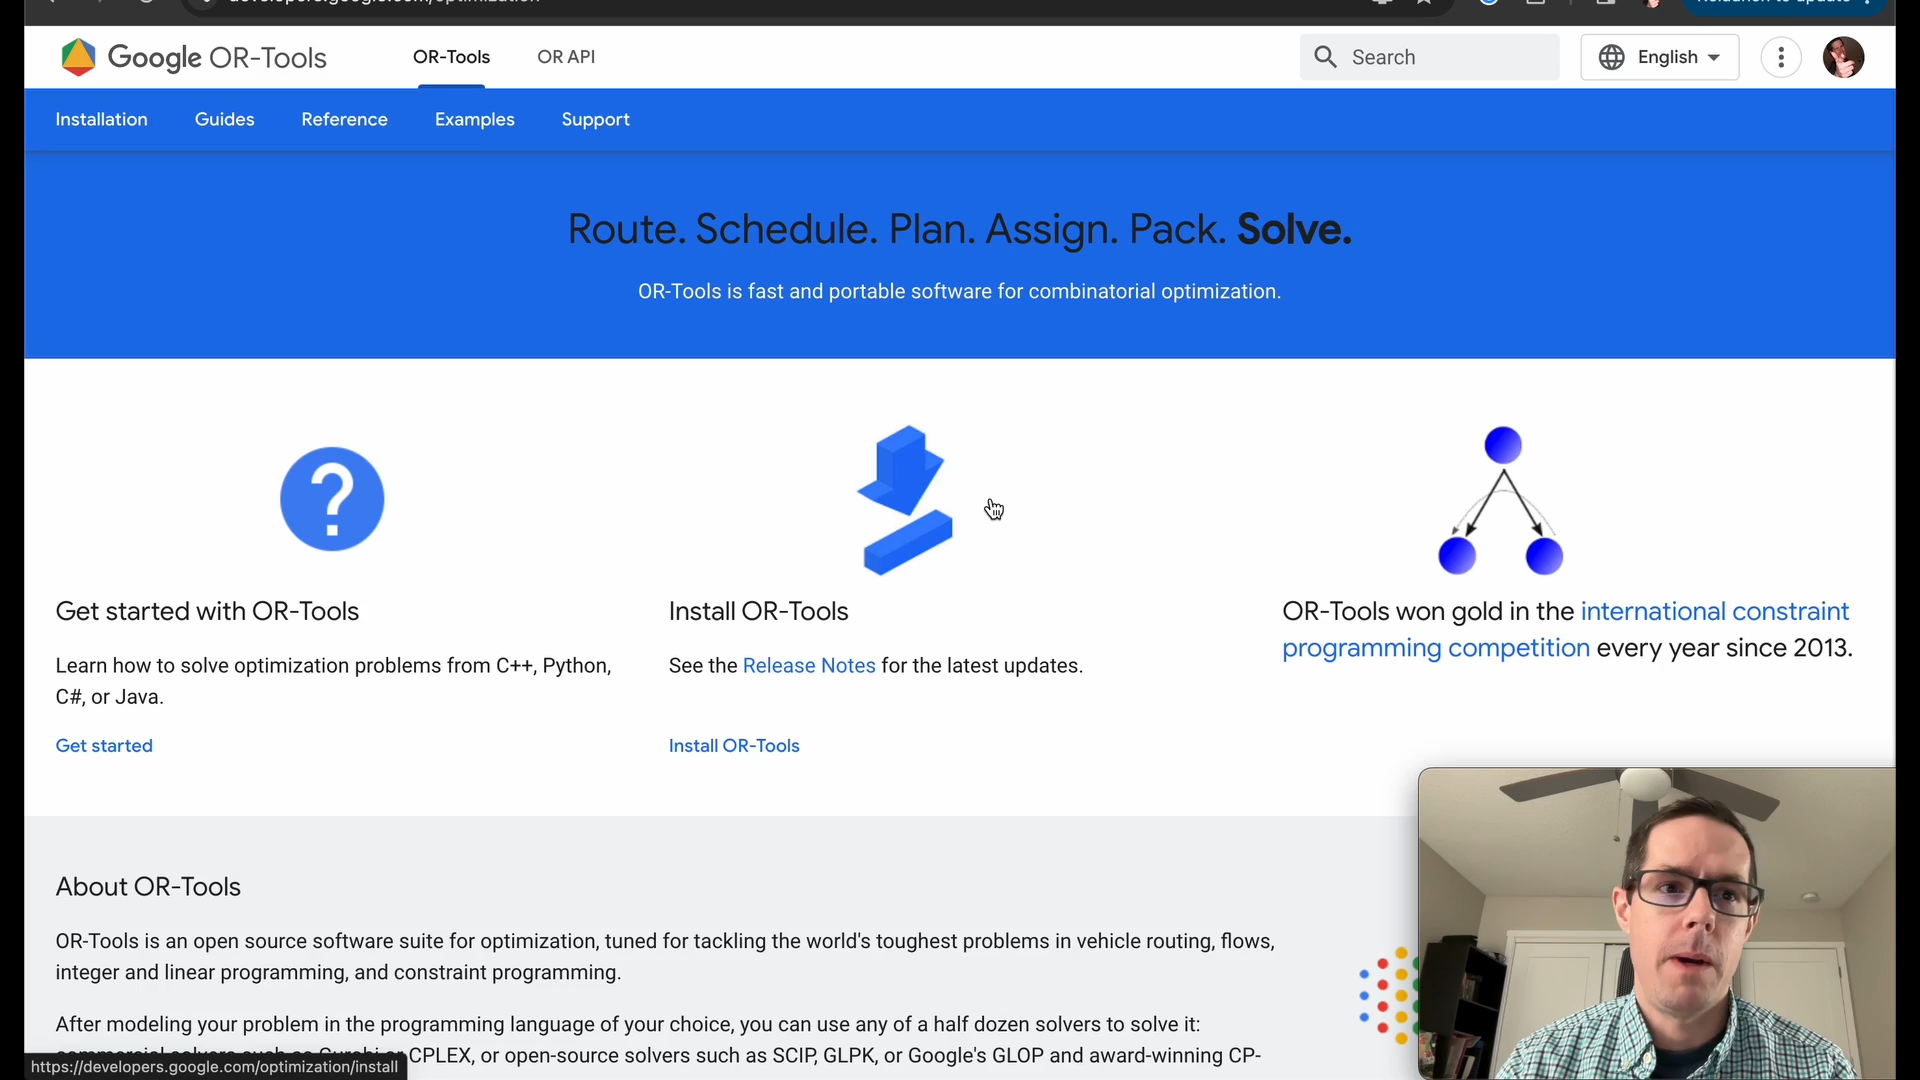 Google OR-Tools
OR-Tools
OR API
Search
English
Installation
Guides
Reference
Examples
Support
Route. Schedule. Plan. Assign. Pack. Solve.
OR-Tools is fast and portable software for combinatorial optimization.
Get started with OR-Tools
Learn how to solve optimization problems from C++, Python,
C#, or Java.
Get started
Install OR-Tools
See the Release Notes for the latest updates.
Install OR-Tools
OR-Tools won gold in the international constraint
programming competition every year since 2013.
About OR-Tools
OR-Tools is an open source software suite for optimization, tuned for tackling the world's toughest problems in vehicle routing, flows,
integer and linear programming, and constraint programming.
After modeling your problem in the programming language of your choice, you can use any of a half dozen solvers to solve it:
CPLEX, or open-source solvers such as SCIP, GLPK, or Google's GLOP and award-winning CP-
https://developers.google.com/optimization/install